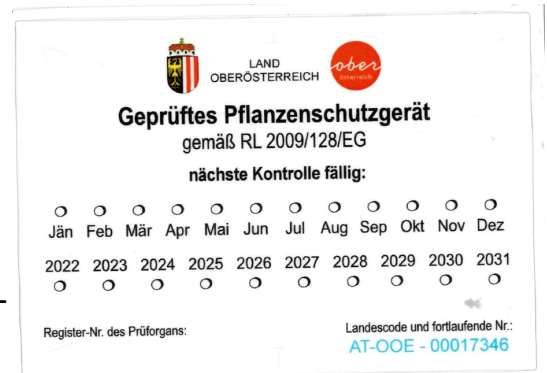 LAND
OBERÖSTERREICH
ober
österreich
Geprüftes Pflanzenschutzgerät
gemäß RL 2009/128/EG
nächste Kontrolle fällig:
Jän Feb Mär Apr Mai Jun Jul Aug Sep Okt Nov Dez
2022 2023 2024 2025 2026 2027 2028 2029 2030 2031
Register-Nr. des Prüforgans:
Landescode und fortlaufende Nr.:
AT-OOE - 00017346